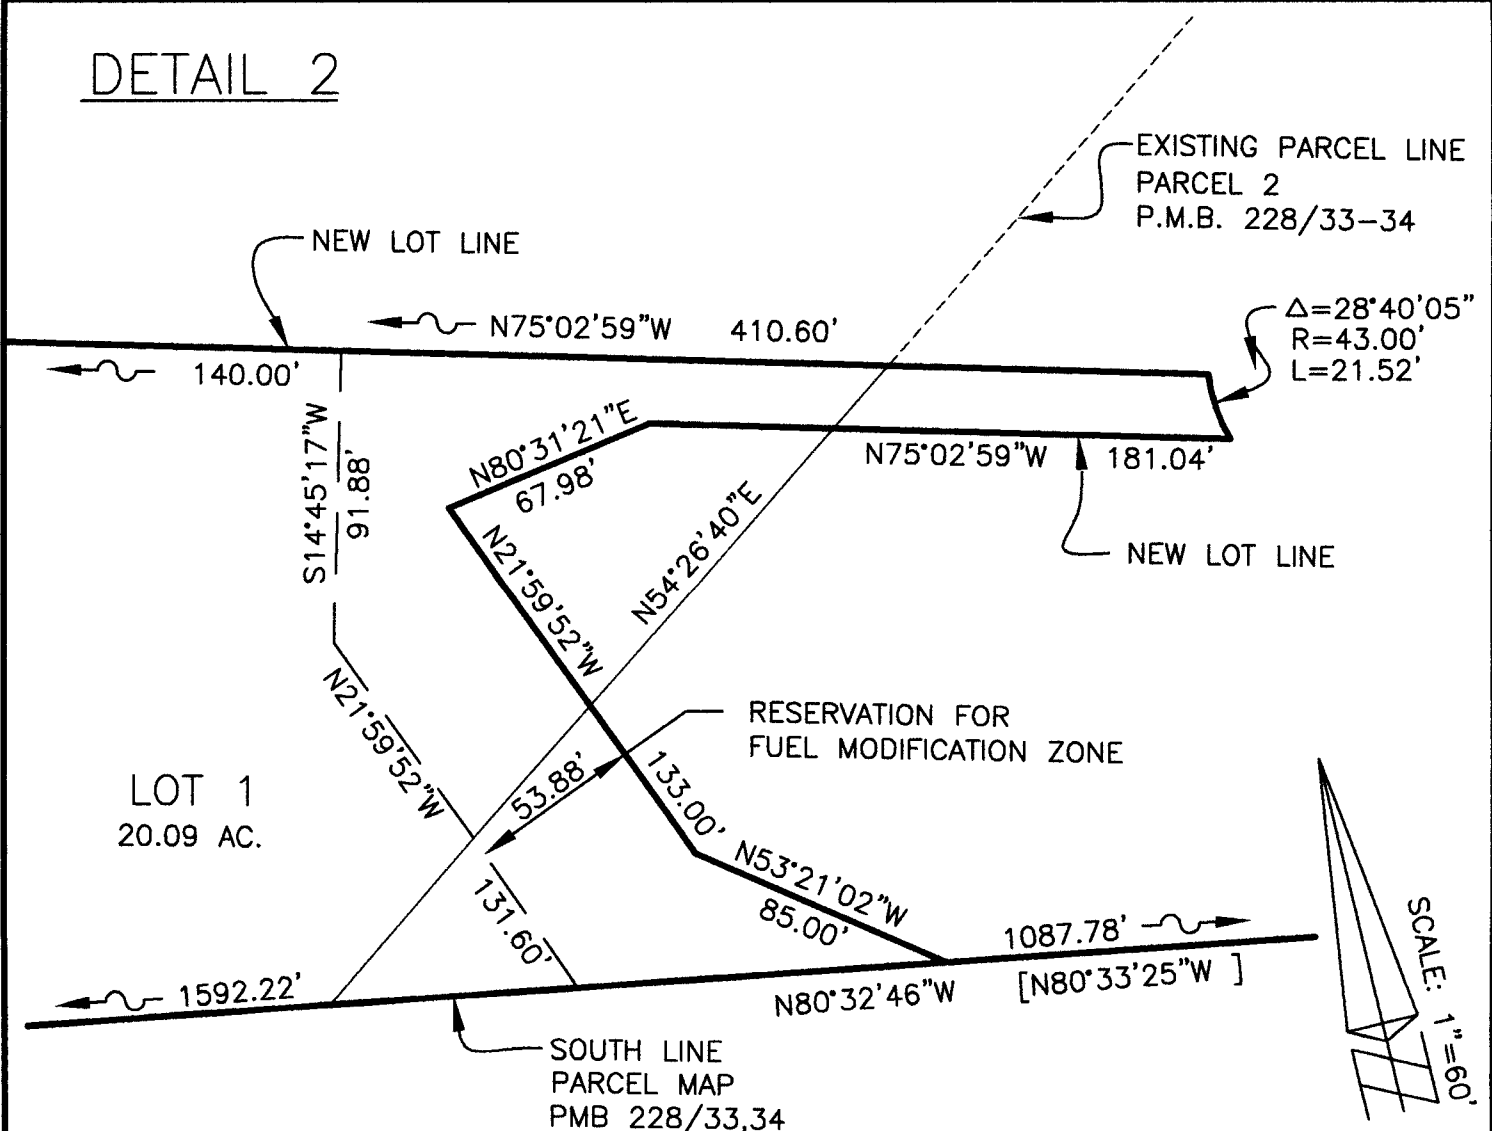 DETAIL 2
EXISTING PARCEL LINE
PARCEL 2
P.M.B. 228/33-34
NEW LOT LINE
N75°02'59"W 410.60'
Δ=28°40'05"
R=43.00'
L=21.52'
140.00'
S14°45'17"W
91.88'
N80°31'21"E
67.98'
N75°02'59"W 181.04'
NEW LOT LINE
N54°26'40"E
N21°59'52"W
133.00'
N21°59'52"W
131.60'
RESERVATION FOR
FUEL MODIFICATION ZONE
53.88'
LOT 1
20.09 AC.
N53°21'02"W
85.00'
1087.78'
1592.22'
N80°32'46"W
[N80°33'25"W ]
SOUTH LINE
PARCEL MAP
PMB 228/33,34
SCALE: 1"=60'